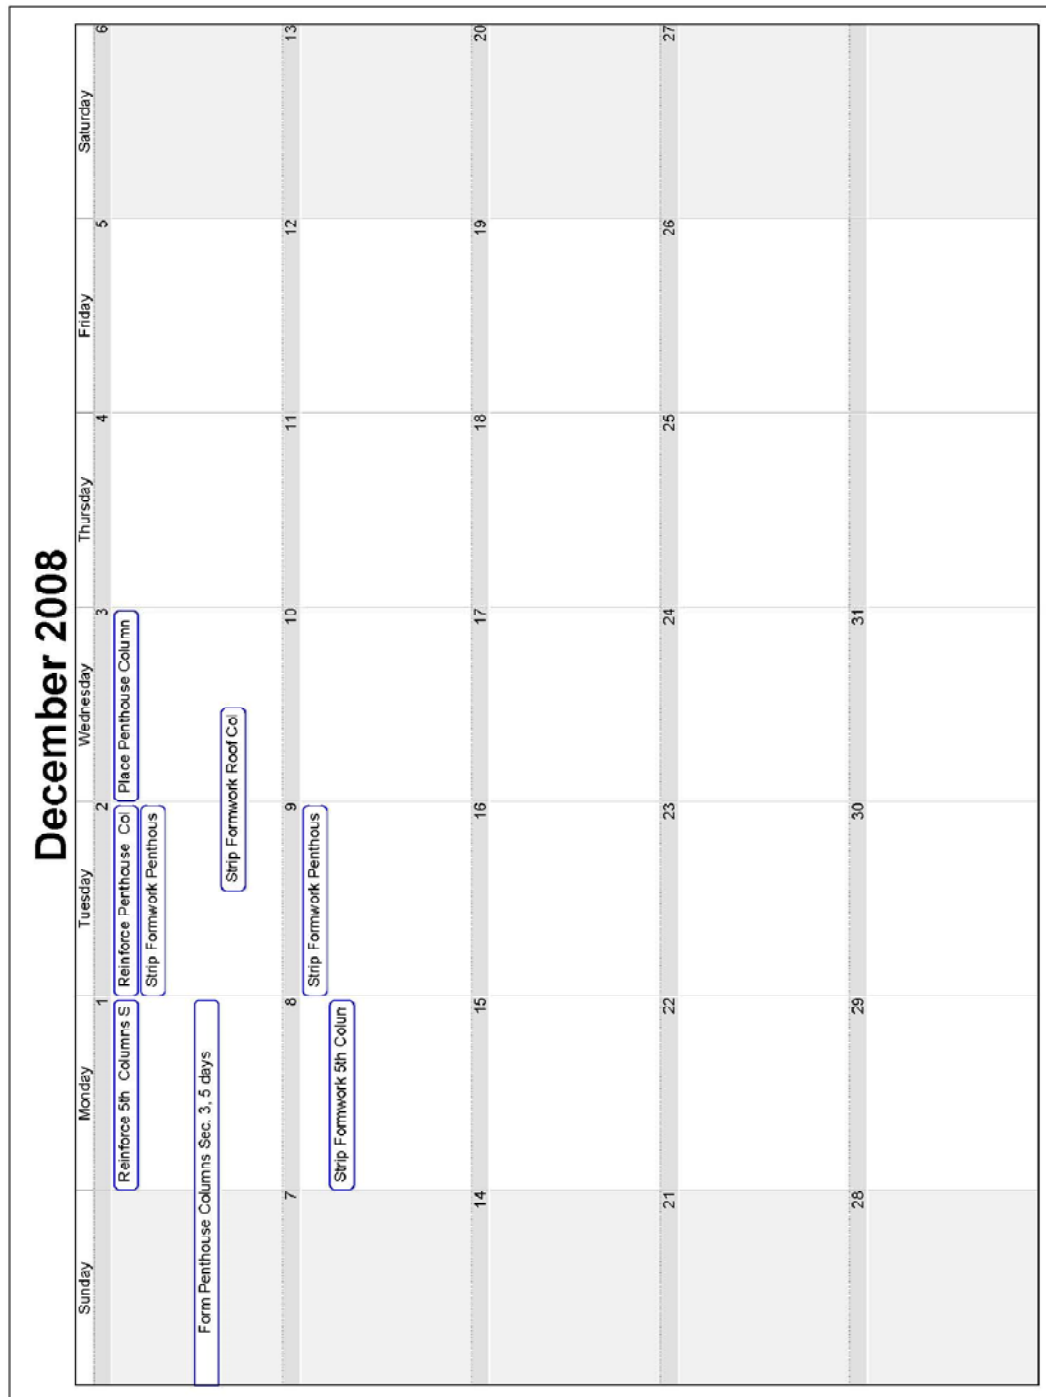 December 2008
Sunday
Monday
Tuesday
Wednesday
Thursday
Friday
Saturday
1
2
3
4
5
6
Reinforce 5th Columns S
Reinforce Penthouse Col
Place Penthouse Column
Strip Formwork Penthous
Form Penthouse Columns Sec. 3, 5 days
Strip Formwork Roof Col
7
8
9
10
11
12
13
Strip Formwork Penthous
Strip Formwork 5th Colun
14
15
16
17
18
19
20
21
22
23
24
25
26
27
28
29
30
31